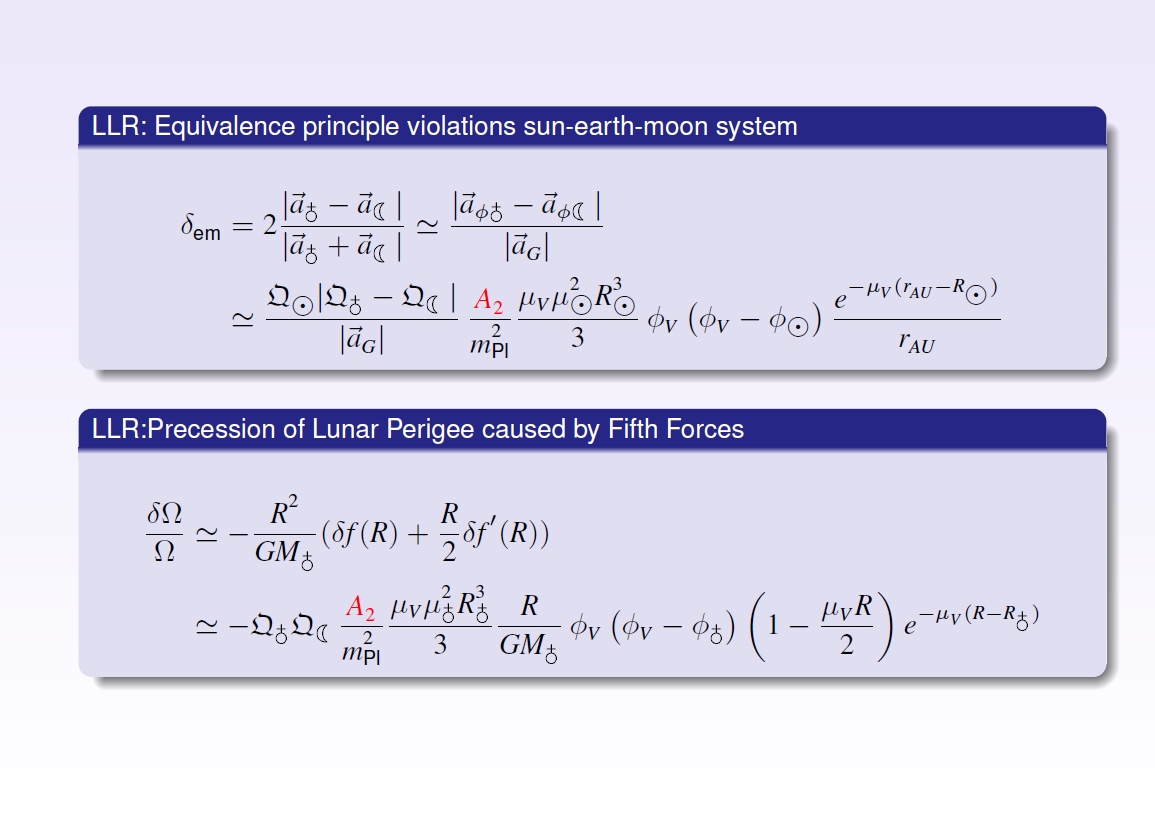 LLR: Equivalence principle violations sun-earth-moon system
δ_em = 2 |a⃗_♁ − a⃗_☾| / |a⃗_♁ + a⃗_☾| ≃ |a⃗_ϕ♁ − a⃗_ϕ☾| / |a⃗_G|
≃ 𝔔_☉|𝔔_♁ − 𝔔_☾| / |a⃗_G| A_2 / m_Pl^2 μ_V μ_☉^2 R_☉^3 / 3 ϕ_V (ϕ_V − ϕ_☉) e^{−μ_V(r_AU−R_☉)} / r_AU
LLR:Precession of Lunar Perigee caused by Fifth Forces
δΩ / Ω ≃ − R^2 / GM_♁ (δf(R) + R / 2 δf′(R))
≃ −𝔔_♁𝔔_☾ A_2 / m_Pl^2 μ_V μ_♁^2 R_♁^3 / 3 R / GM_♁ ϕ_V (ϕ_V − ϕ_♁) (1 − μ_V R / 2) e^{−μ_V(R−R_♁)}